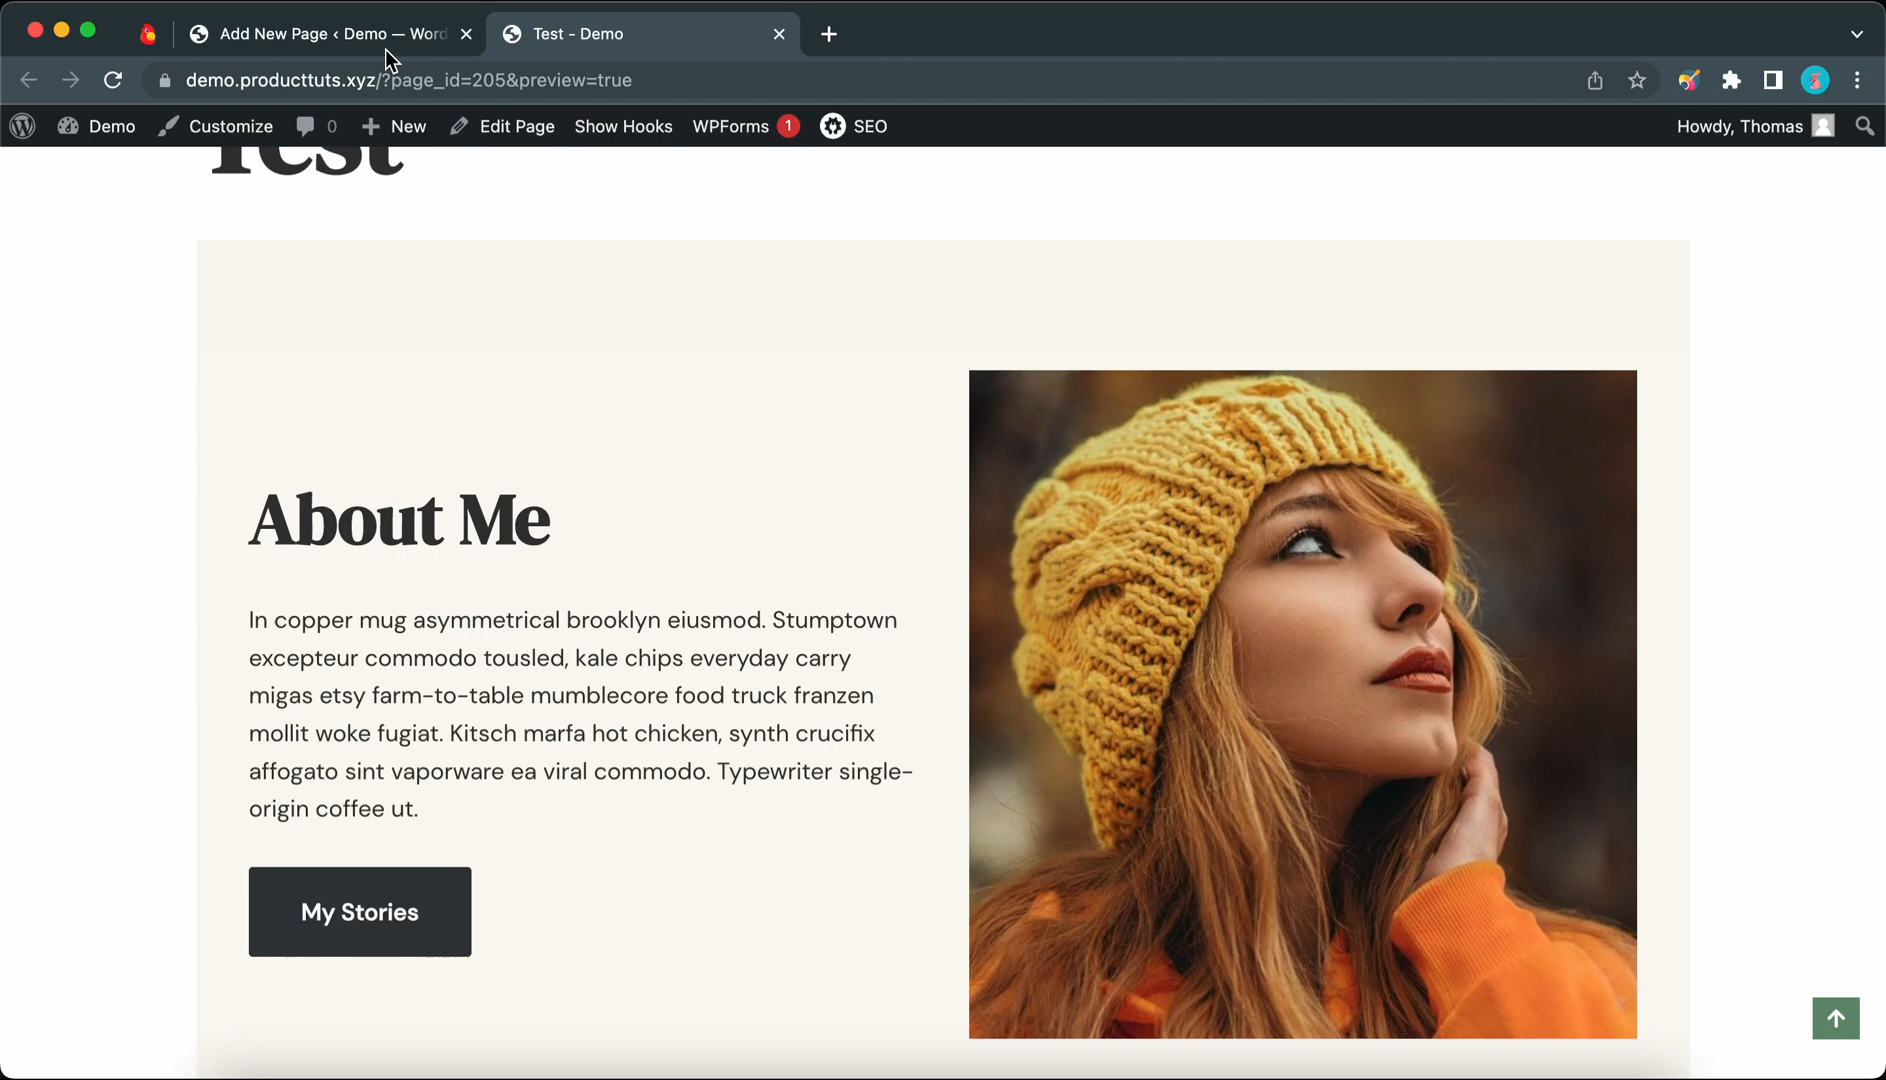 Add New Page ‹ Demo — Word
Test - Demo
demo.producttuts.xyz/?page_id=205&preview=true
Demo
Customize
0
New
Edit Page
Show Hooks
WPForms 1
SEO
Howdy, Thomas
Test
About Me
In copper mug asymmetrical brooklyn eiusmod. Stumptown
excepteur commodo tousled, kale chips everyday carry
migas etsy farm-to-table mumblecore food truck franzen
mollit woke fugiat. Kitsch marfa hot chicken, synth crucifix
affogato sint vaporware ea viral commodo. Typewriter single-
origin coffee ut.
My Stories